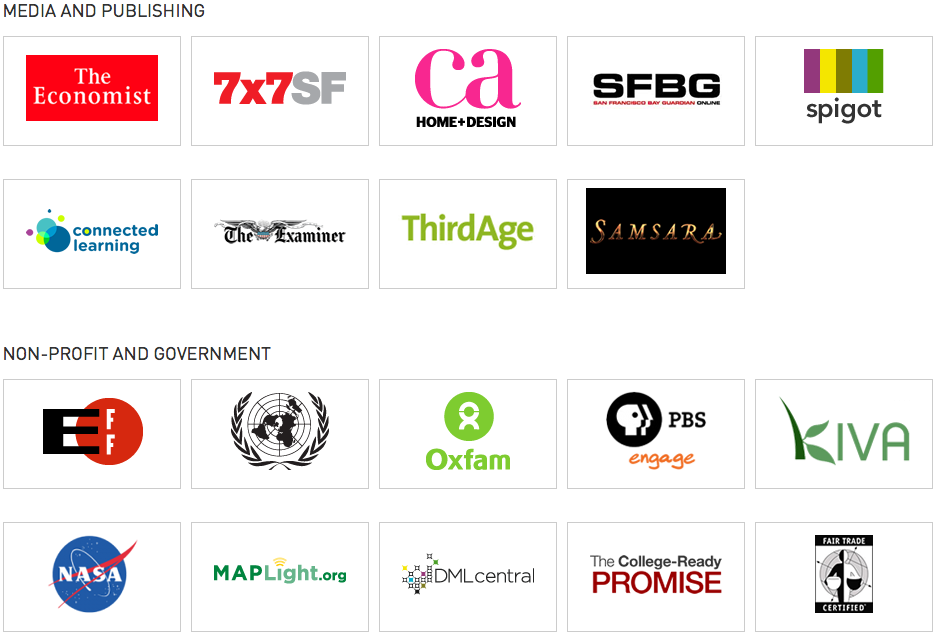 MEDIA AND PUBLISHING
The
Economist
7x7SF
ca
HOME+DESIGN
SFBG
SAN FRANCISCO BAY GUARDIAN ONLINE
spigot
connected
learning
The Examiner
ThirdAge
SAMSARA
NON-PROFIT AND GOVERNMENT
EFF
Oxfam
PBS
engage
KIVA
NASA
MAPLight.org
DMLcentral
The College-Ready
PROMISE
FAIR TRADE
CERTIFIED